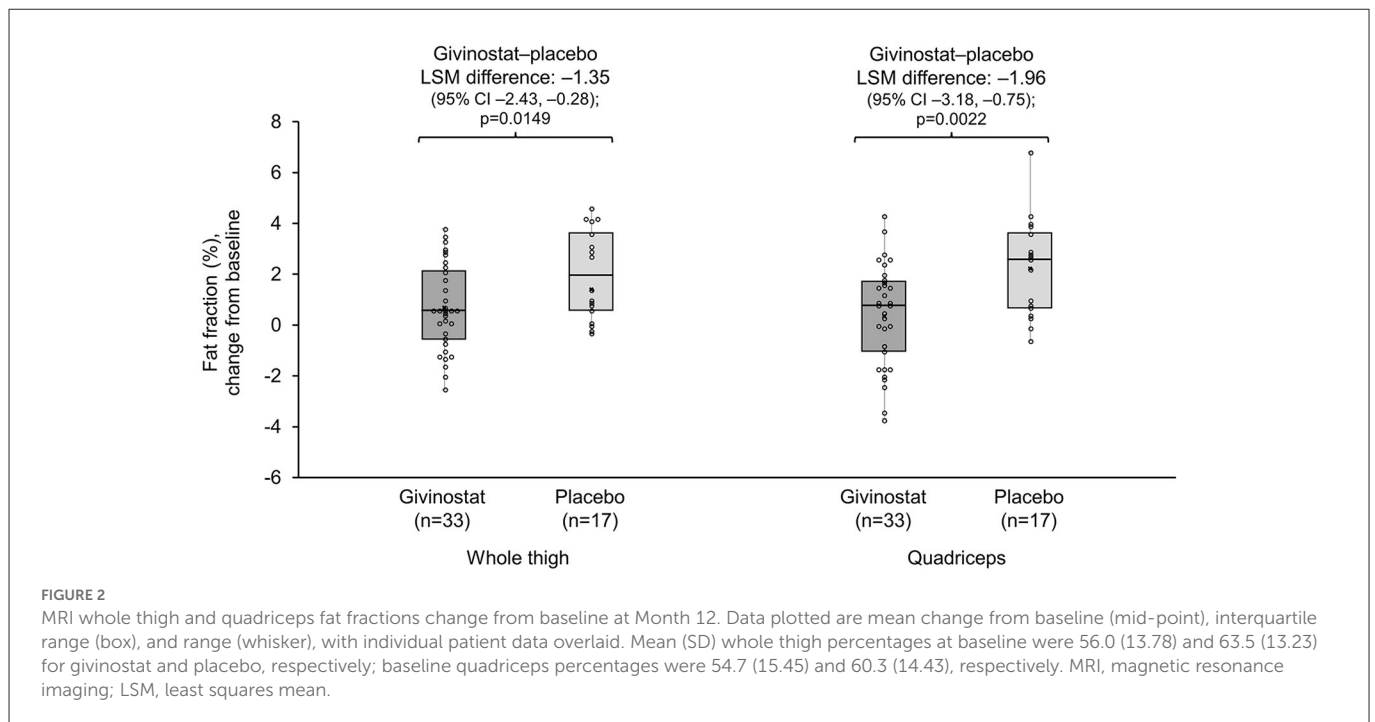 Givinostat–placebo
LSM difference: –1.35
(95% CI –2.43, –0.28);
p=0.0149
Givinostat–placebo
LSM difference: –1.96
(95% CI –3.18, –0.75);
p=0.0022
Fat fraction (%),
change from baseline
8
6
4
2
0
-2
-4
-6
Givinostat
(n=33)
Placebo
(n=17)
Givinostat
(n=33)
Placebo
(n=17)
Whole thigh
Quadriceps
FIGURE 2
MRI whole thigh and quadriceps fat fractions change from baseline at Month 12. Data plotted are mean change from baseline (mid-point), interquartile
range (box), and range (whisker), with individual patient data overlaid. Mean (SD) whole thigh percentages at baseline were 56.0 (13.78) and 63.5 (13.23)
for givinostat and placebo, respectively; baseline quadriceps percentages were 54.7 (15.45) and 60.3 (14.43), respectively. MRI, magnetic resonance
imaging; LSM, least squares mean.